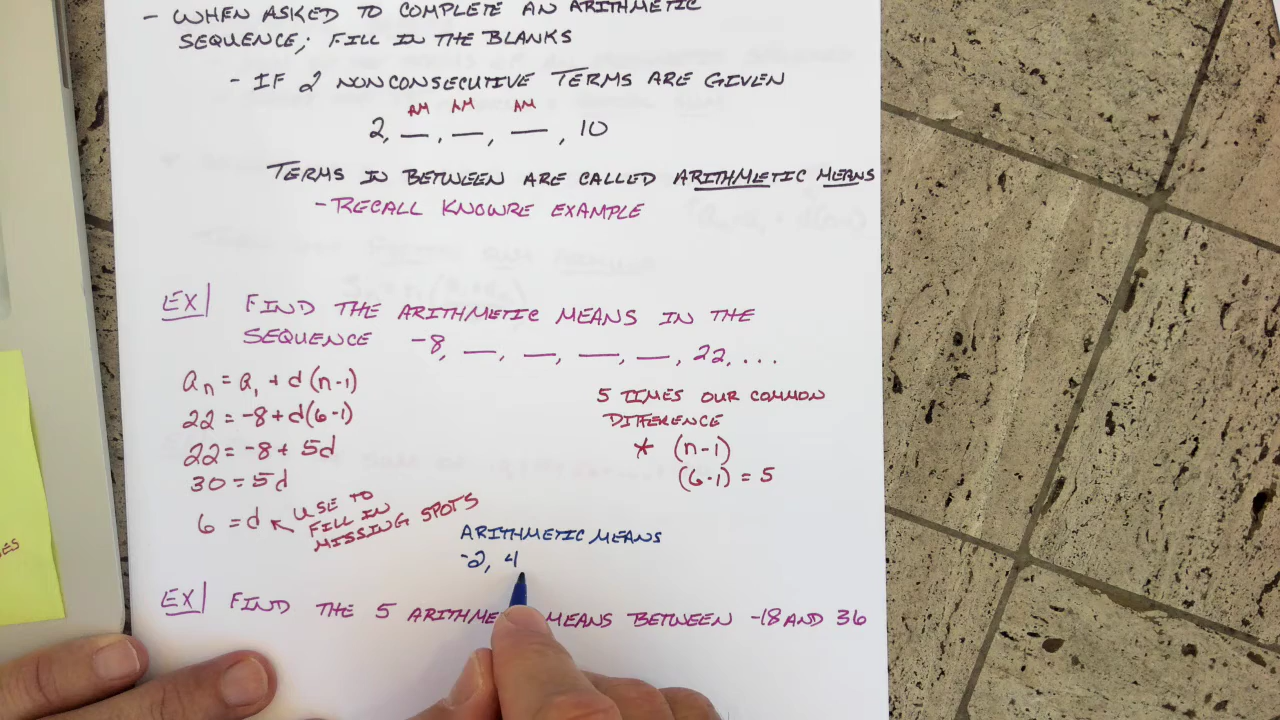 - WHEN ASKED TO COMPLETE AN ARITHMETIC
SEQUENCE; FILL IN THE BLANKS
- IF 2 NONCONSECUTIVE TERMS ARE GIVEN
AM AM AM
2, __, __, __, 10
TERMS IN BETWEEN ARE CALLED ARITHMETIC MEANS
- RECALL KNOWRE EXAMPLE
EX| FIND THE ARITHMETIC MEANS IN THE
SEQUENCE -8, __, __, __, __, 22, ...
an = a1 + d(n-1)
22 = -8 + d(6-1)
22 = -8 + 5d
30 = 5d
6 = d ← USE TO
FILL IN
MISSING SPOTS
5 TIMES OUR COMMON
DIFFERENCE
* (n-1)
(6-1) = 5
ARITHMETIC MEANS
-2, 4
EX| FIND THE 5 ARITHME MEANS BETWEEN -18 AND 36